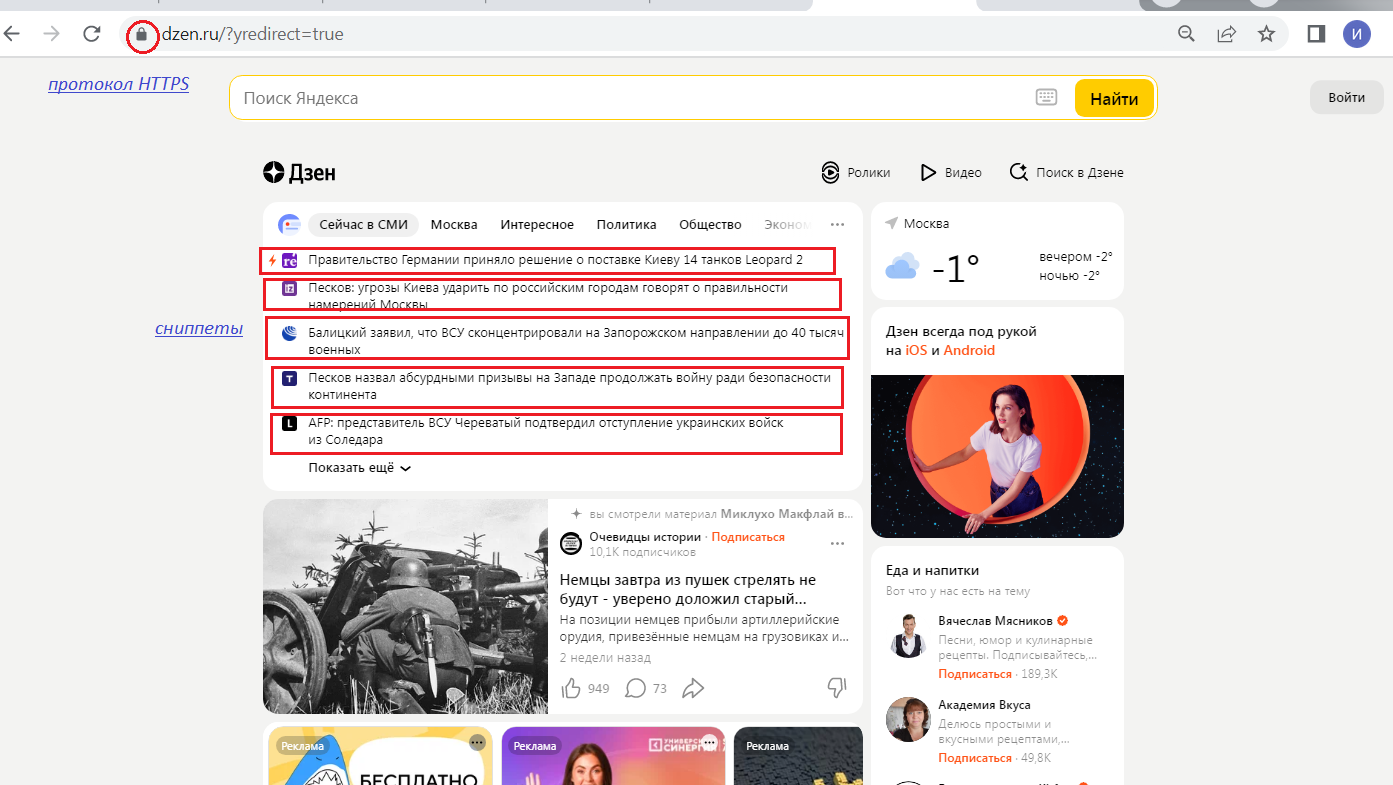 dzen.ru/?yredirect=true
И
протокол HTTPS
Поиск Яндекса
Найти
Войти
Дзен
Ролики
Видео
Поиск в Дзене
Сейчас в СМИ
Москва
Интересное
Политика
Общество
Эконом
re
Правительство Германии приняло решение о поставке Киеву 14 танков Leopard 2
Песков: угрозы Киева ударить по российским городам говорят о правильности
намерений Москвы
сниппеты
Балицкий заявил, что ВСУ сконцентрировали на Запорожском направлении до 40 тысяч
военных
T
Песков назвал абсурдными призывы на Западе продолжать войну ради безопасности
континента
L
AFP: представитель ВСУ Череватый подтвердил отступление украинских войск
из Соледара
Показать ещё
Москва
-1°
вечером -2°
ночью -2°
Дзен всегда под рукой
на iOS и Android
вы смотрели материал Миклухо Макфлай в...
Очевидцы истории · Подписаться
10,1К подписчиков
Немцы завтра из пушек стрелять не
будут - уверено доложил старый...
На позиции немцев прибыли артиллерийские
орудия, привезённые немцам на грузовиках и...
2 недели назад
949
73
Еда и напитки
Вот что у нас есть на тему
Вячеслав Мясников
Песни, юмор и кулинарные
рецепты. Подписывайтесь,...
Подписаться · 189,3К
Академия Вкуса
Делюсь простыми и
вкусными рецептами,...
Подписаться · 49,8К
Реклама
БЕСПЛАТНО
Реклама
УНИВЕРС
СИНЕРГИ
Реклама